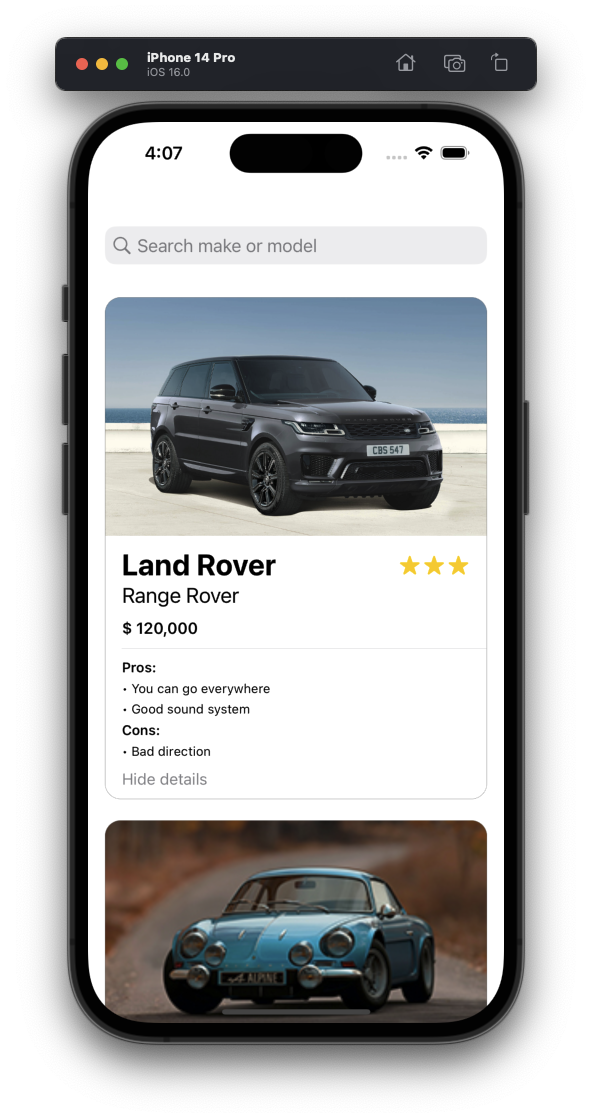 iPhone 14 Pro
iOS 16.0
4:07
Search make or model
CBS 547
Land Rover
Range Rover
$ 120,000
Pros:
• You can go everywhere
• Good sound system
Cons:
• Bad direction
Hide details
A ALPINE